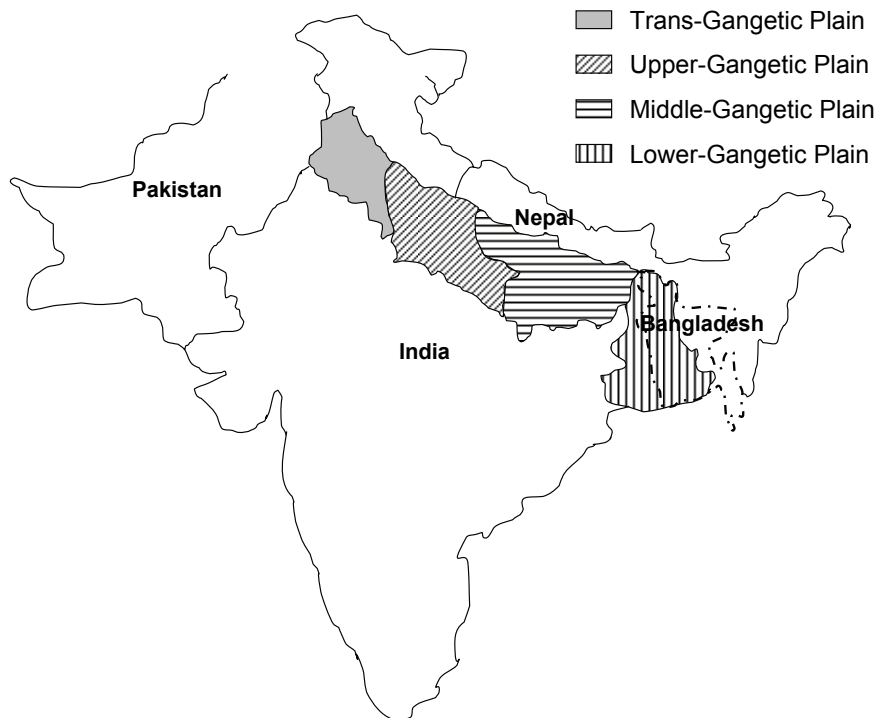 Trans-Gangetic Plain
Upper-Gangetic Plain
Middle-Gangetic Plain
Lower-Gangetic Plain
Pakistan
Nepal
Bangladesh
India